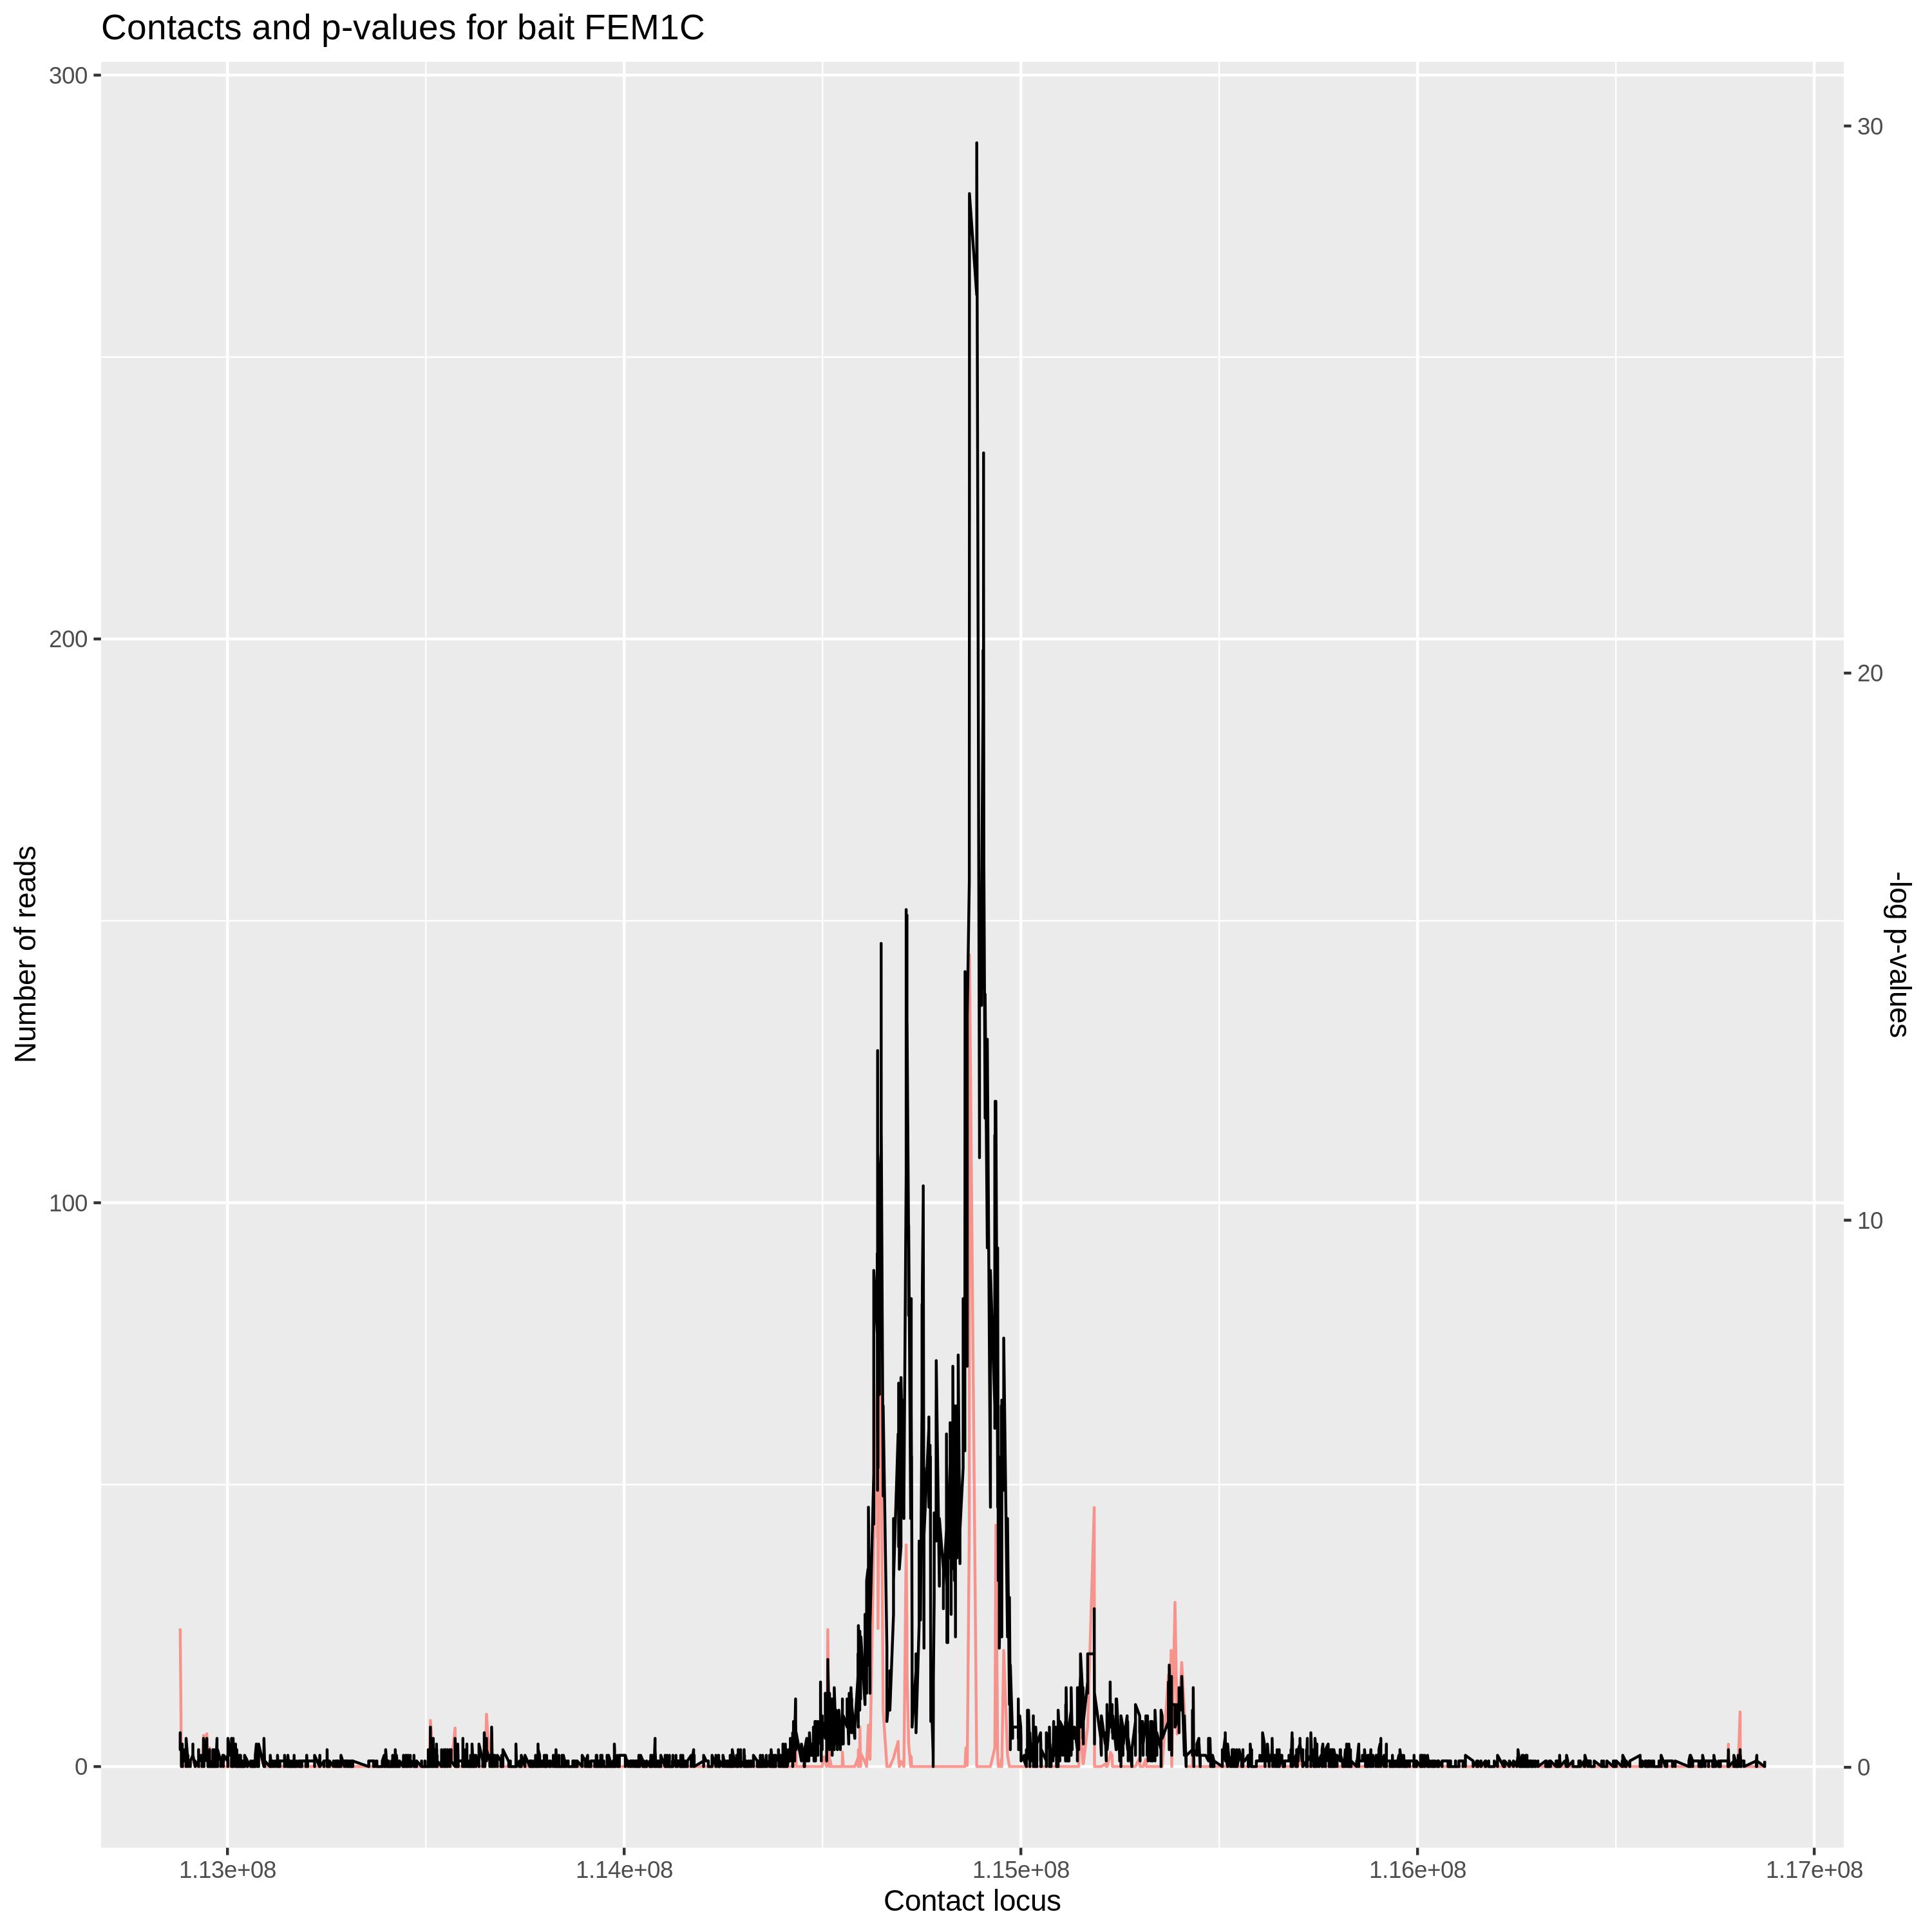 Contacts and p-values for bait FEM1C
300
200
100
0
Number of reads
30
20
10
0
-log p-values
1.13e+08 1.14e+08 1.15e+08 1.16e+08 1.17e+08
Contact locus